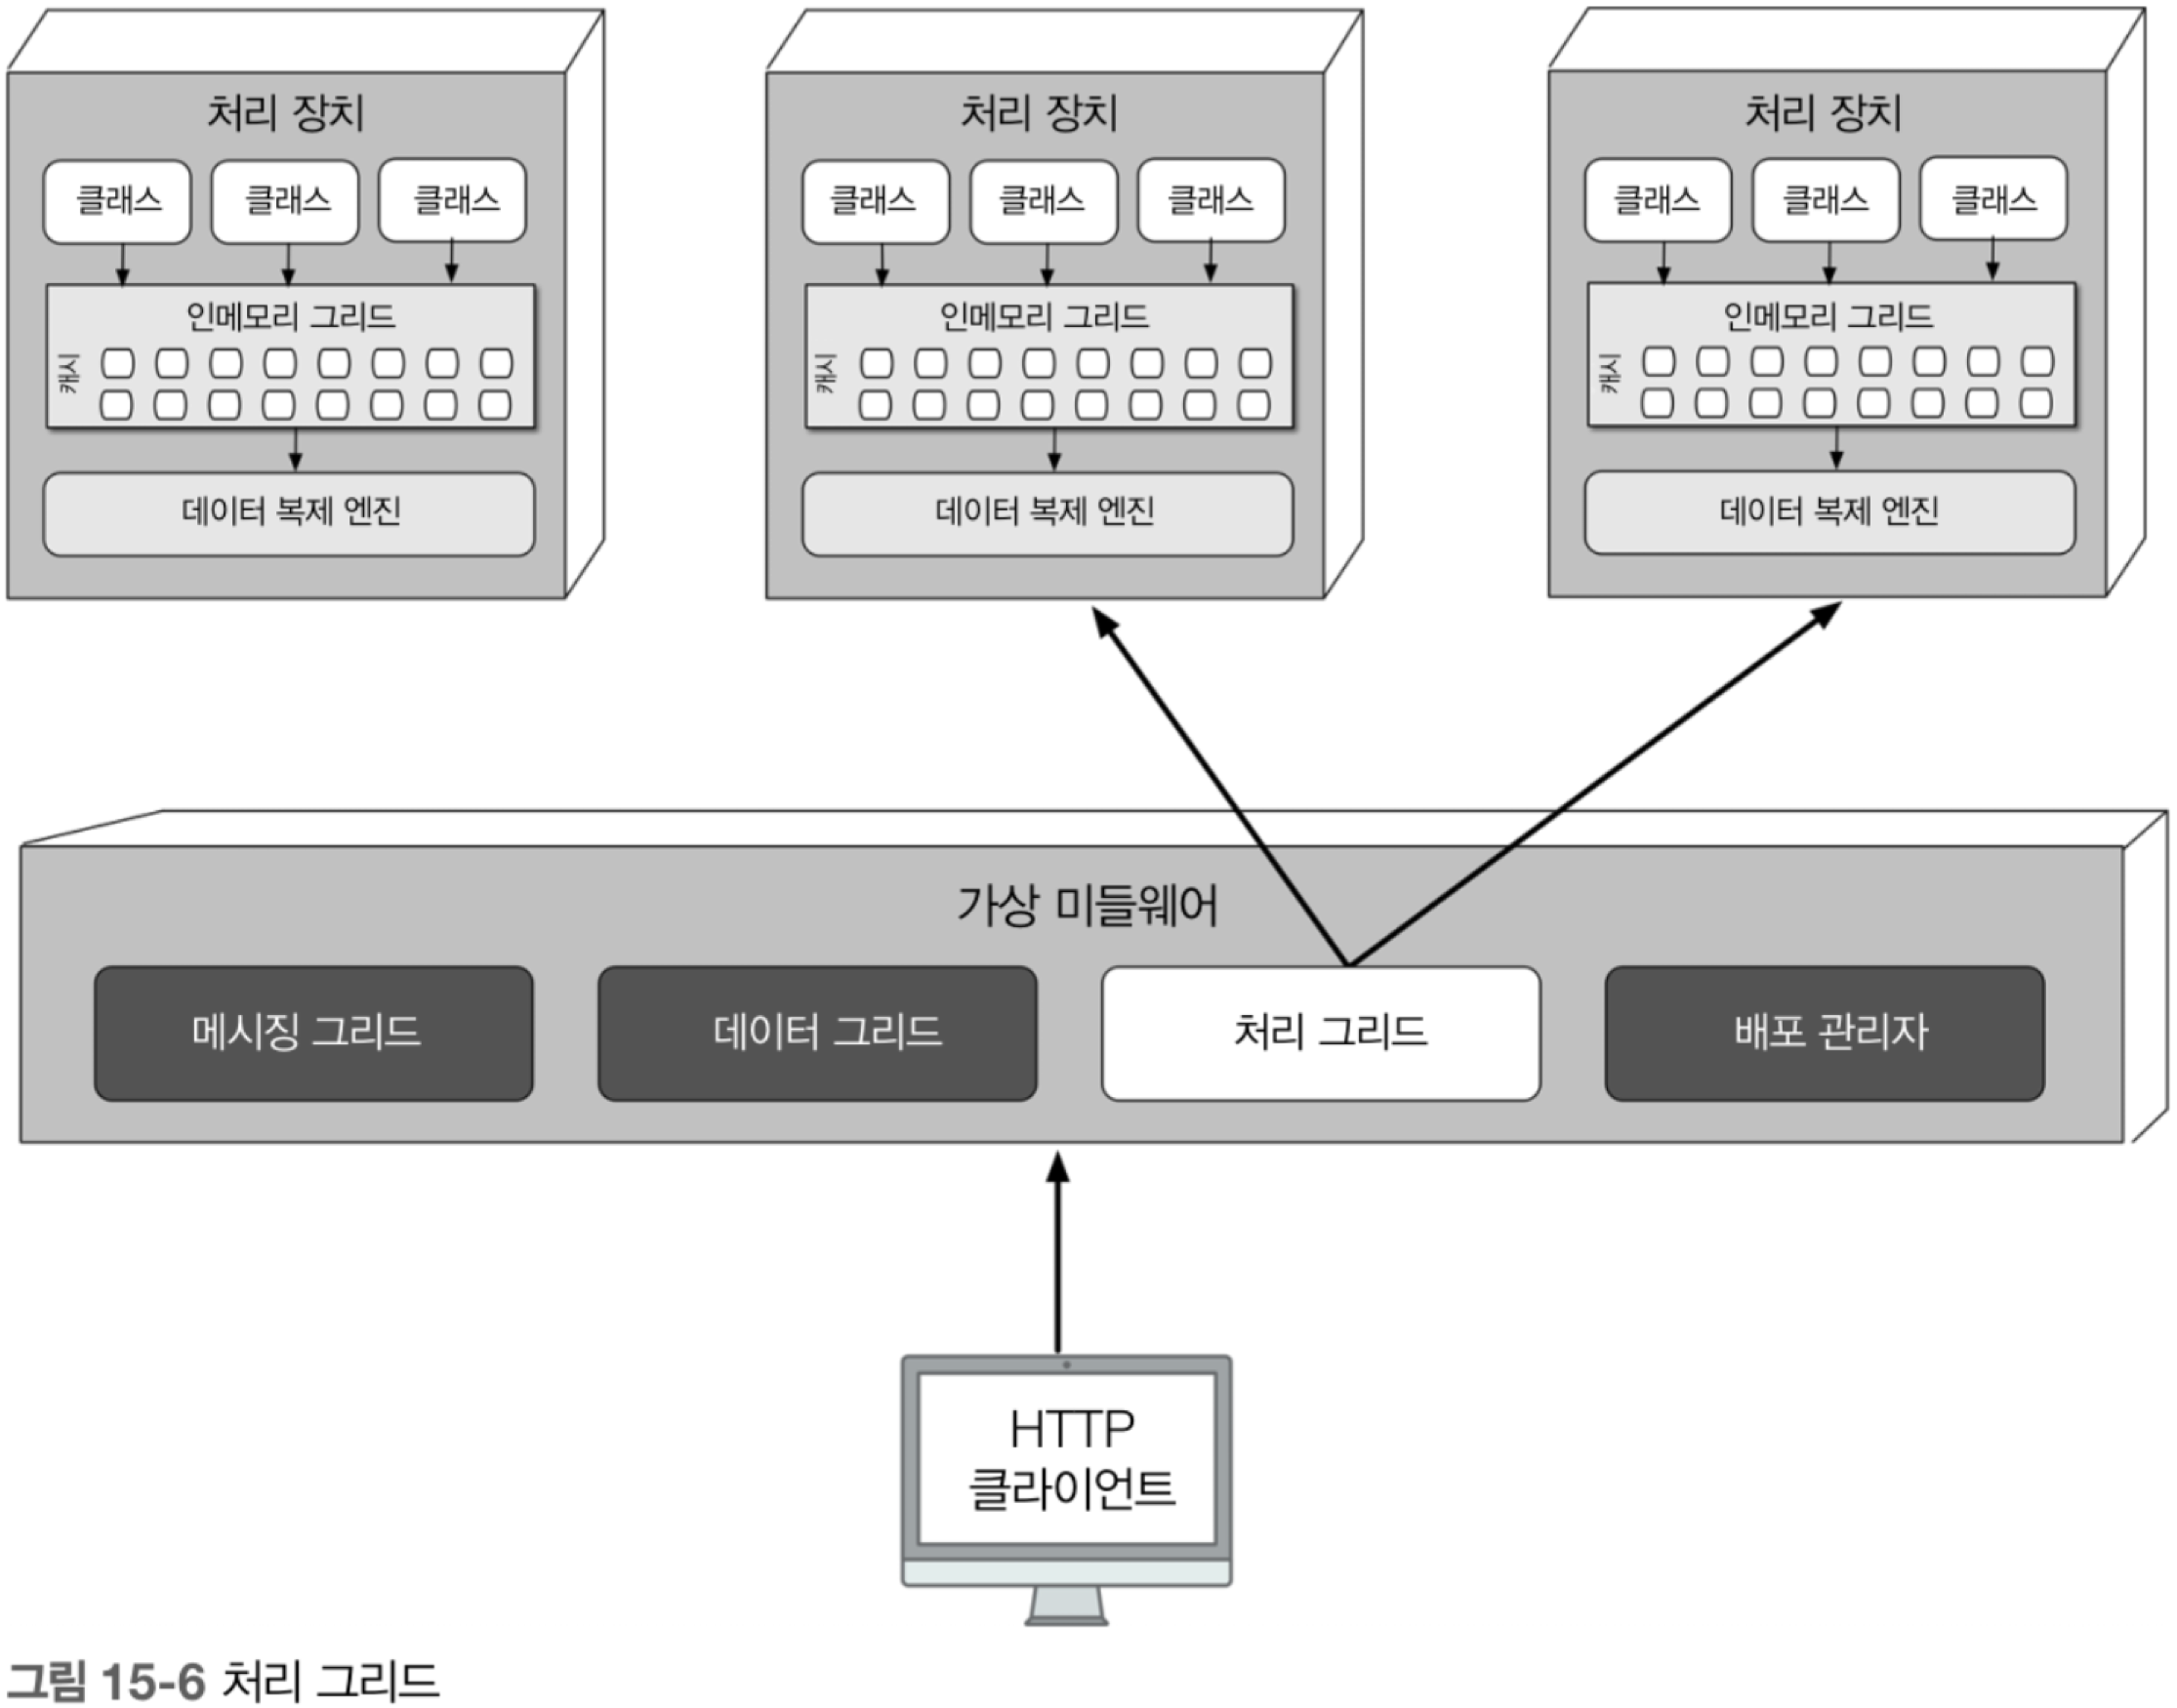 처리 장치
클래스 클래스 클래스
인메모리 그리드
캐시
데이터 복제 엔진
처리 장치
클래스 클래스 클래스
인메모리 그리드
캐시
데이터 복제 엔진
처리 장치
클래스 클래스 클래스
인메모리 그리드
캐시
데이터 복제 엔진
가상 미들웨어
메시징 그리드 데이터 그리드 처리 그리드 배포 관리자
HTTP
클라이언트
그림 15-6 처리 그리드